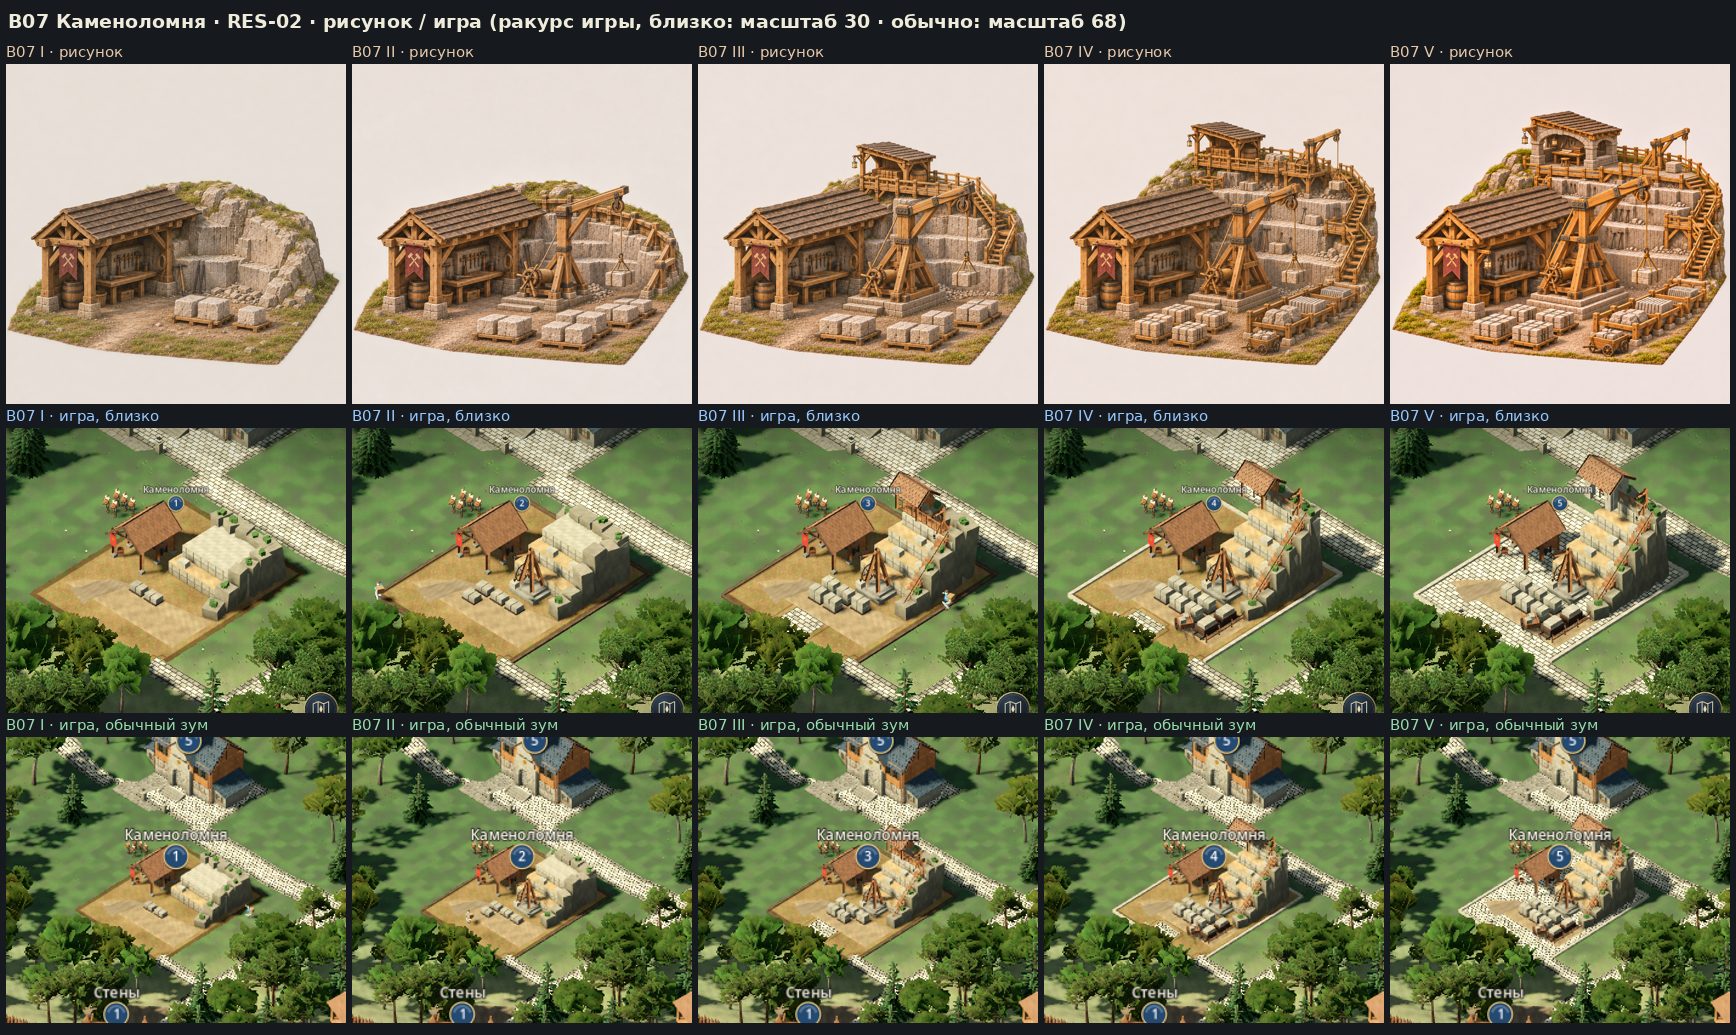 B07 Каменоломня · RES-02 · рисунок / игра (ракурс игры, близко: масштаб 30 · обычно: масштаб 68)
B07 I · рисунок
B07 II · рисунок
B07 III · рисунок
B07 IV · рисунок
B07 V · рисунок
B07 I · игра, близко
B07 II · игра, близко
B07 III · игра, близко
B07 IV · игра, близко
B07 V · игра, близко
Каменоломня
1
Каменоломня
2
Каменоломня
3
Каменоломня
4
Каменоломня
5
B07 I · игра, обычный зум
B07 II · игра, обычный зум
B07 III · игра, обычный зум
B07 IV · игра, обычный зум
B07 V · игра, обычный зум
5
5
5
5
5
Каменоломня
1
Каменоломня
2
Каменоломня
3
Каменоломня
4
Каменоломня
5
Стены
1
Стены
1
Стены
1
Стены
1
Стены
1